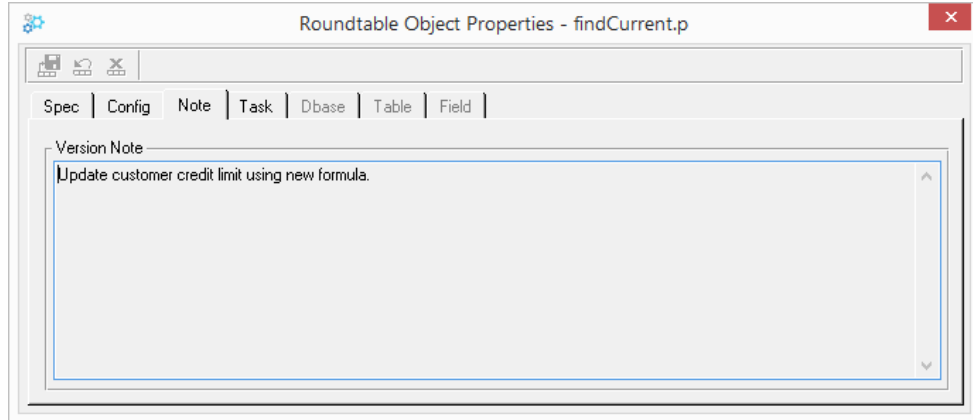 Roundtable Object Properties - findCurrent.p
Spec Config Note Task Dbase Table Field
Version Note
Update customer credit limit using new formula.